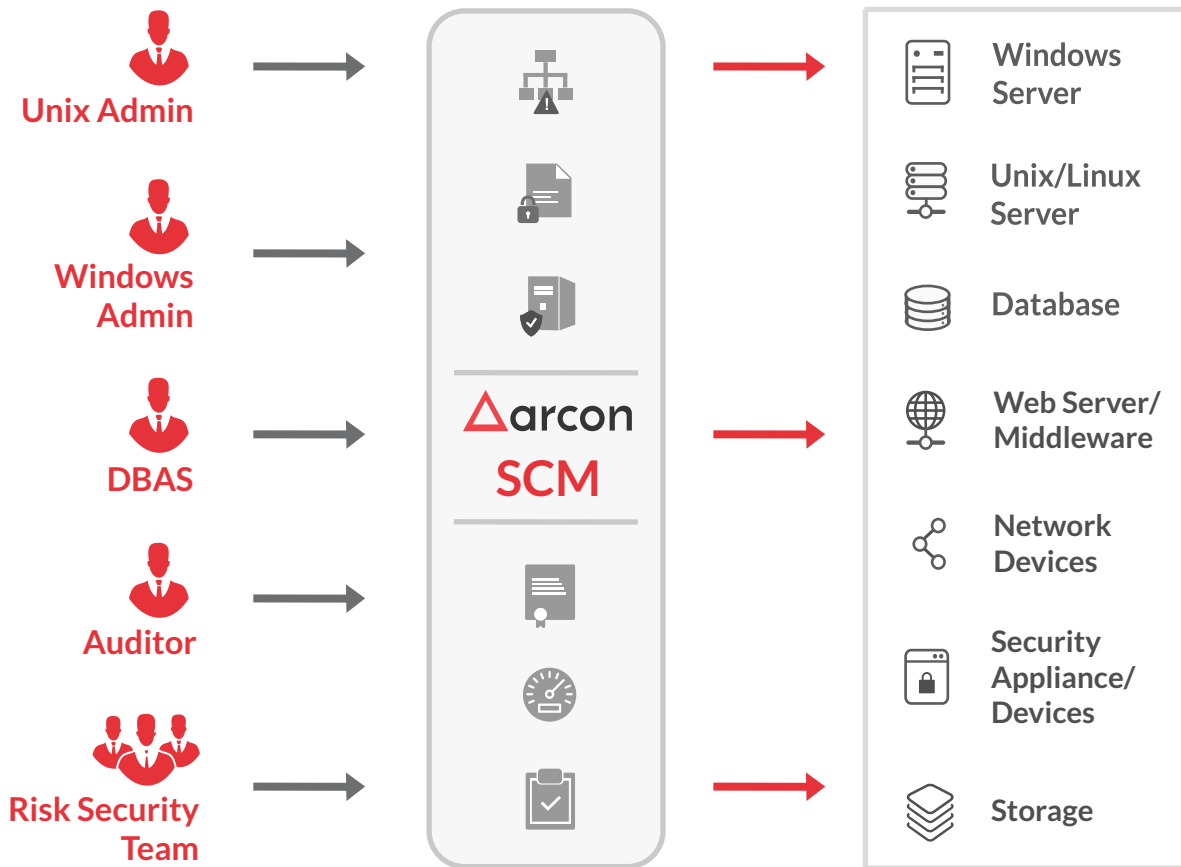 Unix Admin
Windows
Admin
DBAS
Auditor
Risk Security
Team
arcon
SCM
Windows
Server
Unix/Linux
Server
Database
Web Server/
Middleware
Network
Devices
Security
Appliance/
Devices
Storage